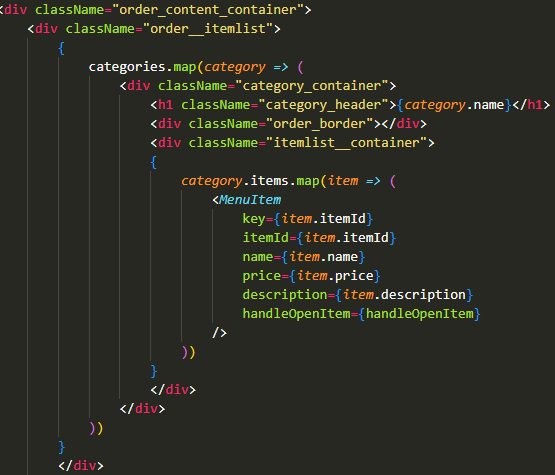 <div className="order_content_container">
<div className="order__itemlist">
{
categories.map(category => (
<div className="category_container">
<h1 className="category_header">{category.name}</h1>
<div className="order_border"></div>
<div className="itemlist__container">
{
category.items.map(item => (
<MenuItem
key={item.itemId}
itemId={item.itemId}
name={item.name}
price={item.price}
description={item.description}
handleOpenItem={handleOpenItem}
/>
))
}
</div>
</div>
))
}
</div>